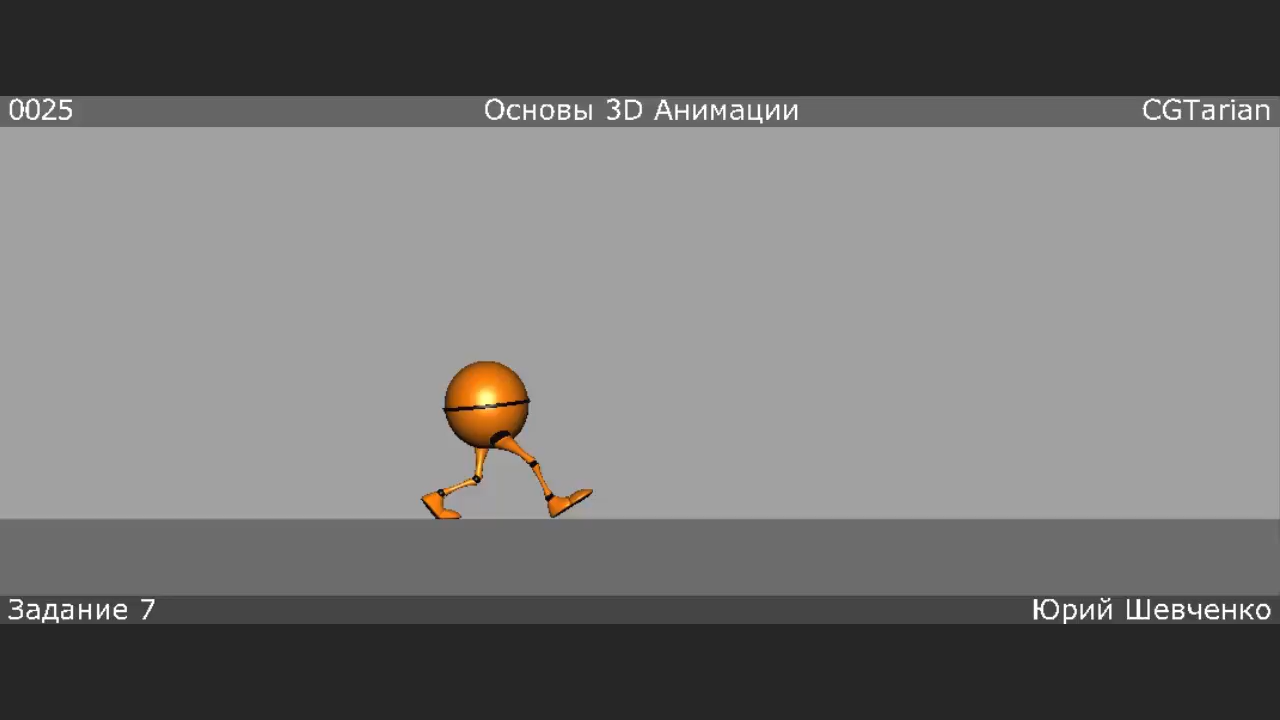 0025 Основы 3D Анимации CGTarian
Задание 7 Юрий Шевченко